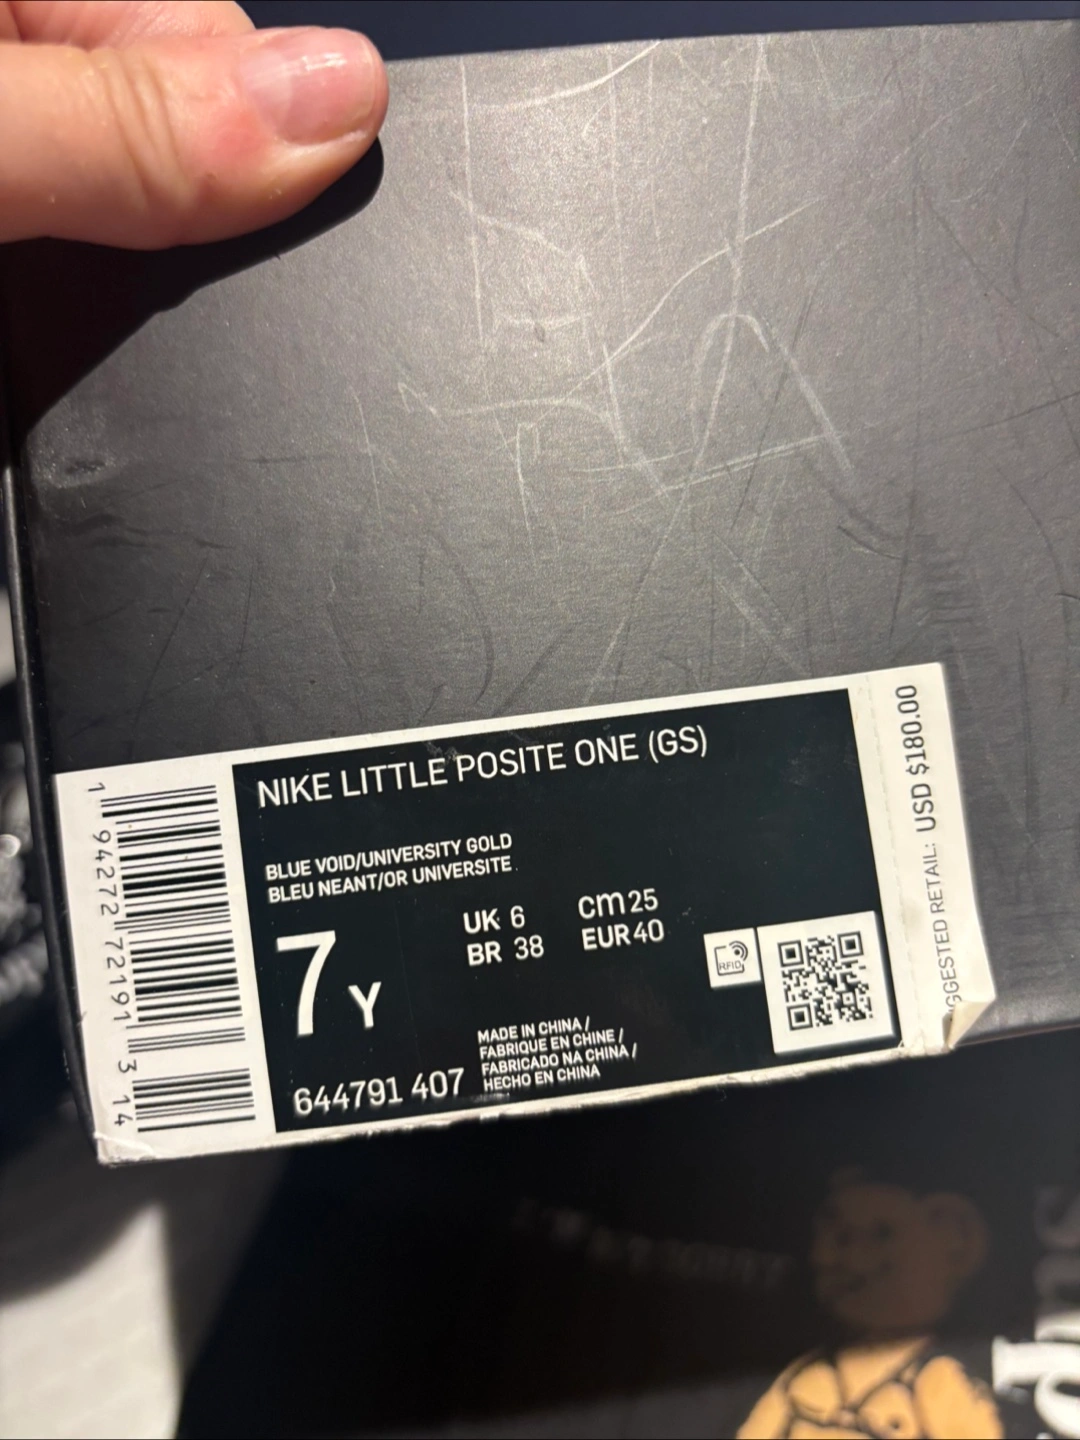 NIKE LITTLE POSITE ONE (GS)
BLUE VOID/UNIVERSITY GOLD
BLEU NEANT/OR UNIVERSITE
7 Y
UK 6
BR 38
cm 25
EUR 40
RFID
MADE IN CHINA /
FABRIQUE EN CHINE /
FABRICADO NA CHINA /
HECHO EN CHINA
644791 407
1 94272 72191 3 14
RETAIL: USD $180.00